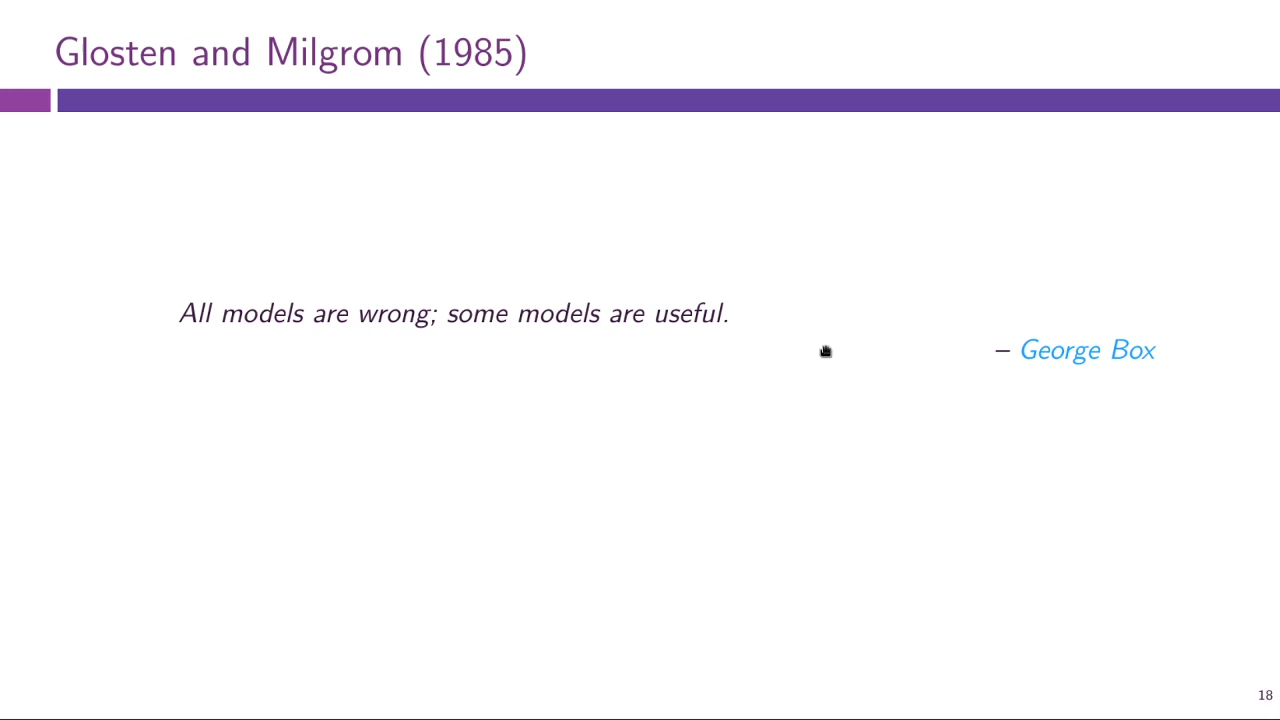 Glosten and Milgrom (1985)
All models are wrong; some models are useful.
– George Box
18